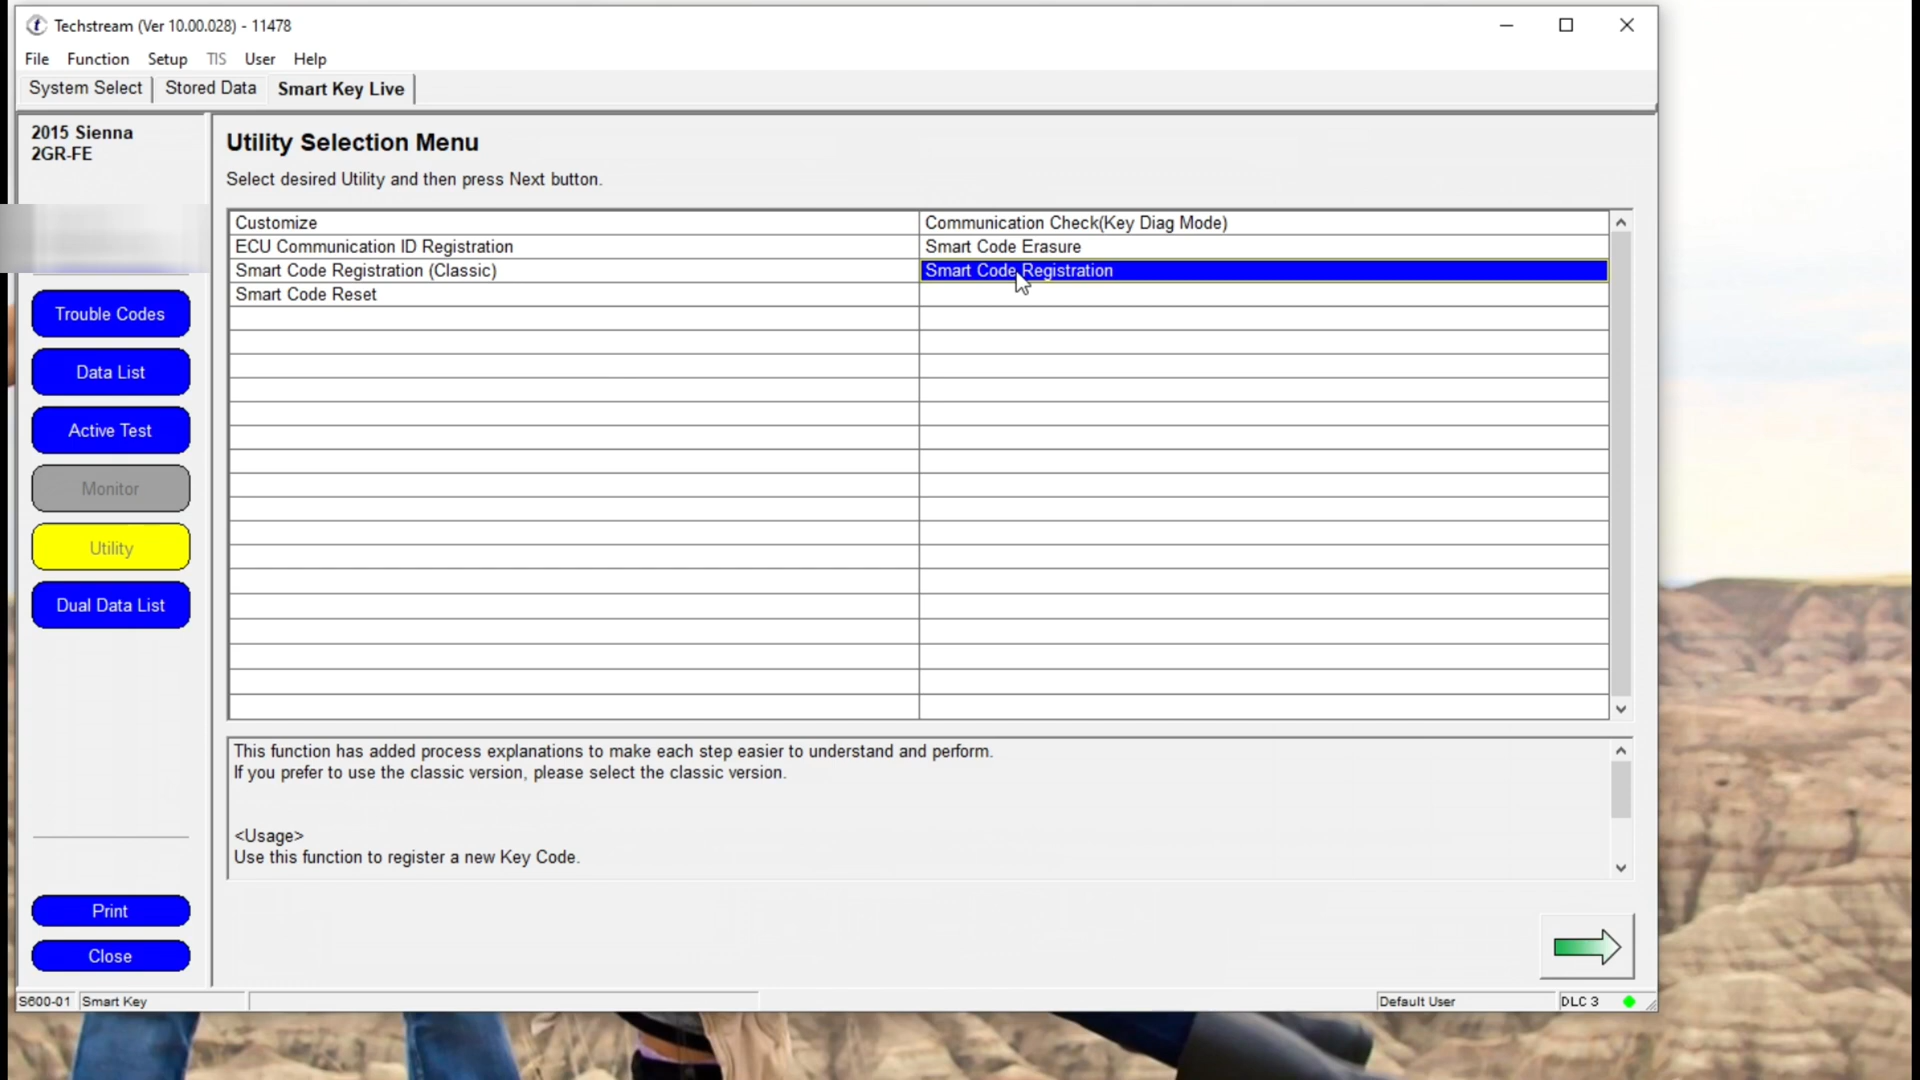 Techstream (Ver 10.00.028) - 11478
File Function Setup TIS User Help
System Select Stored Data Smart Key Live
2015 Sienna
2GR-FE
Utility Selection Menu
Select desired Utility and then press Next button.
Customize Communication Check(Key Diag Mode)
ECU Communication ID Registration Smart Code Erasure
Smart Code Registration (Classic) Smart Code Registration
Smart Code Reset
Trouble Codes
Data List
Active Test
Monitor
Utility
Dual Data List
This function has added process explanations to make each step easier to understand and perform.
If you prefer to use the classic version, please select the classic version.
<Usage>
Use this function to register a new Key Code.
Print
Close
S600-01 Smart Key Default User DLC 3